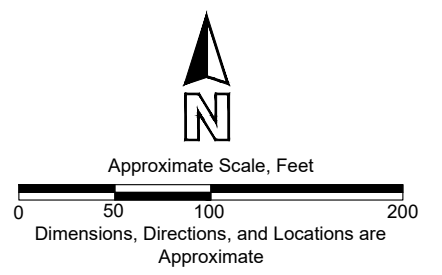 N
Approximate Scale, Feet
0 50 100 200
Dimensions, Directions, and Locations are
Approximate